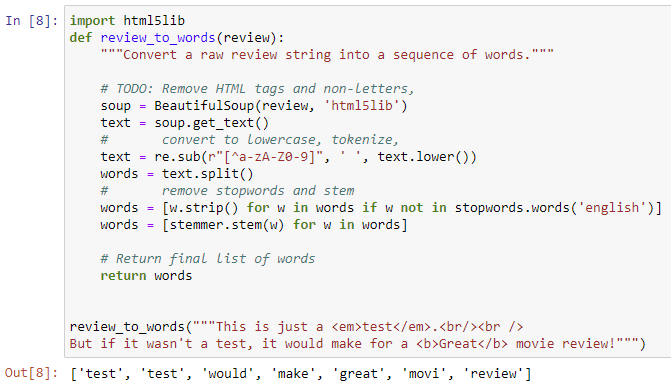 In [8]: import html5lib
def review_to_words(review):
    """Convert a raw review string into a sequence of words."""

    # TODO: Remove HTML tags and non-letters,
    soup = BeautifulSoup(review, 'html5lib')
    text = soup.get_text()
    #       convert to lowercase, tokenize,
    text = re.sub(r"[^a-zA-Z0-9]", ' ', text.lower())
    words = text.split()
    #       remove stopwords and stem
    words = [w.strip() for w in words if w not in stopwords.words('english')]
    words = [stemmer.stem(w) for w in words]

    # Return final list of words
    return words


review_to_words("""This is just a <em>test</em>.<br/><br />
But if it wasn't a test, it would make for a <b>Great</b> movie review!""")
Out[8]: ['test', 'test', 'would', 'make', 'great', 'movi', 'review']